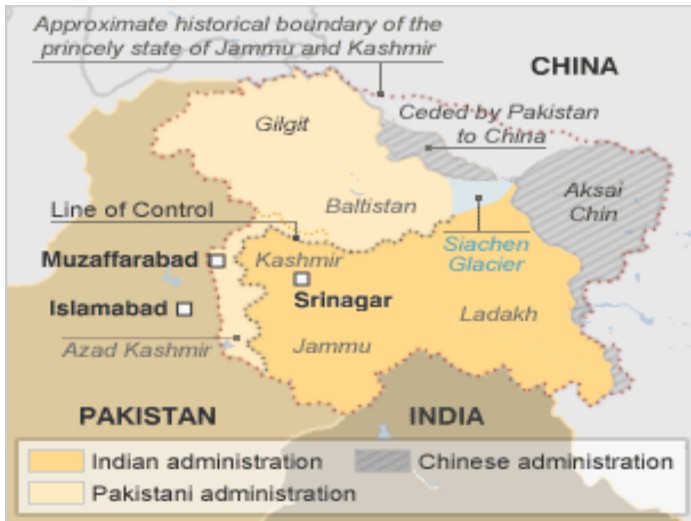 Approximate historical boundary of the
princely state of Jammu and Kashmir
CHINA
Ceded by Pakistan
to China
Gilgit
Aksai
Chin
Baltistan
Line of Control
Siachen
Glacier
Muzaffarabad
Kashmir
Srinagar
Islamabad
Ladakh
Azad Kashmir
Jammu
PAKISTAN
INDIA
Indian administration
Chinese administration
Pakistani administration